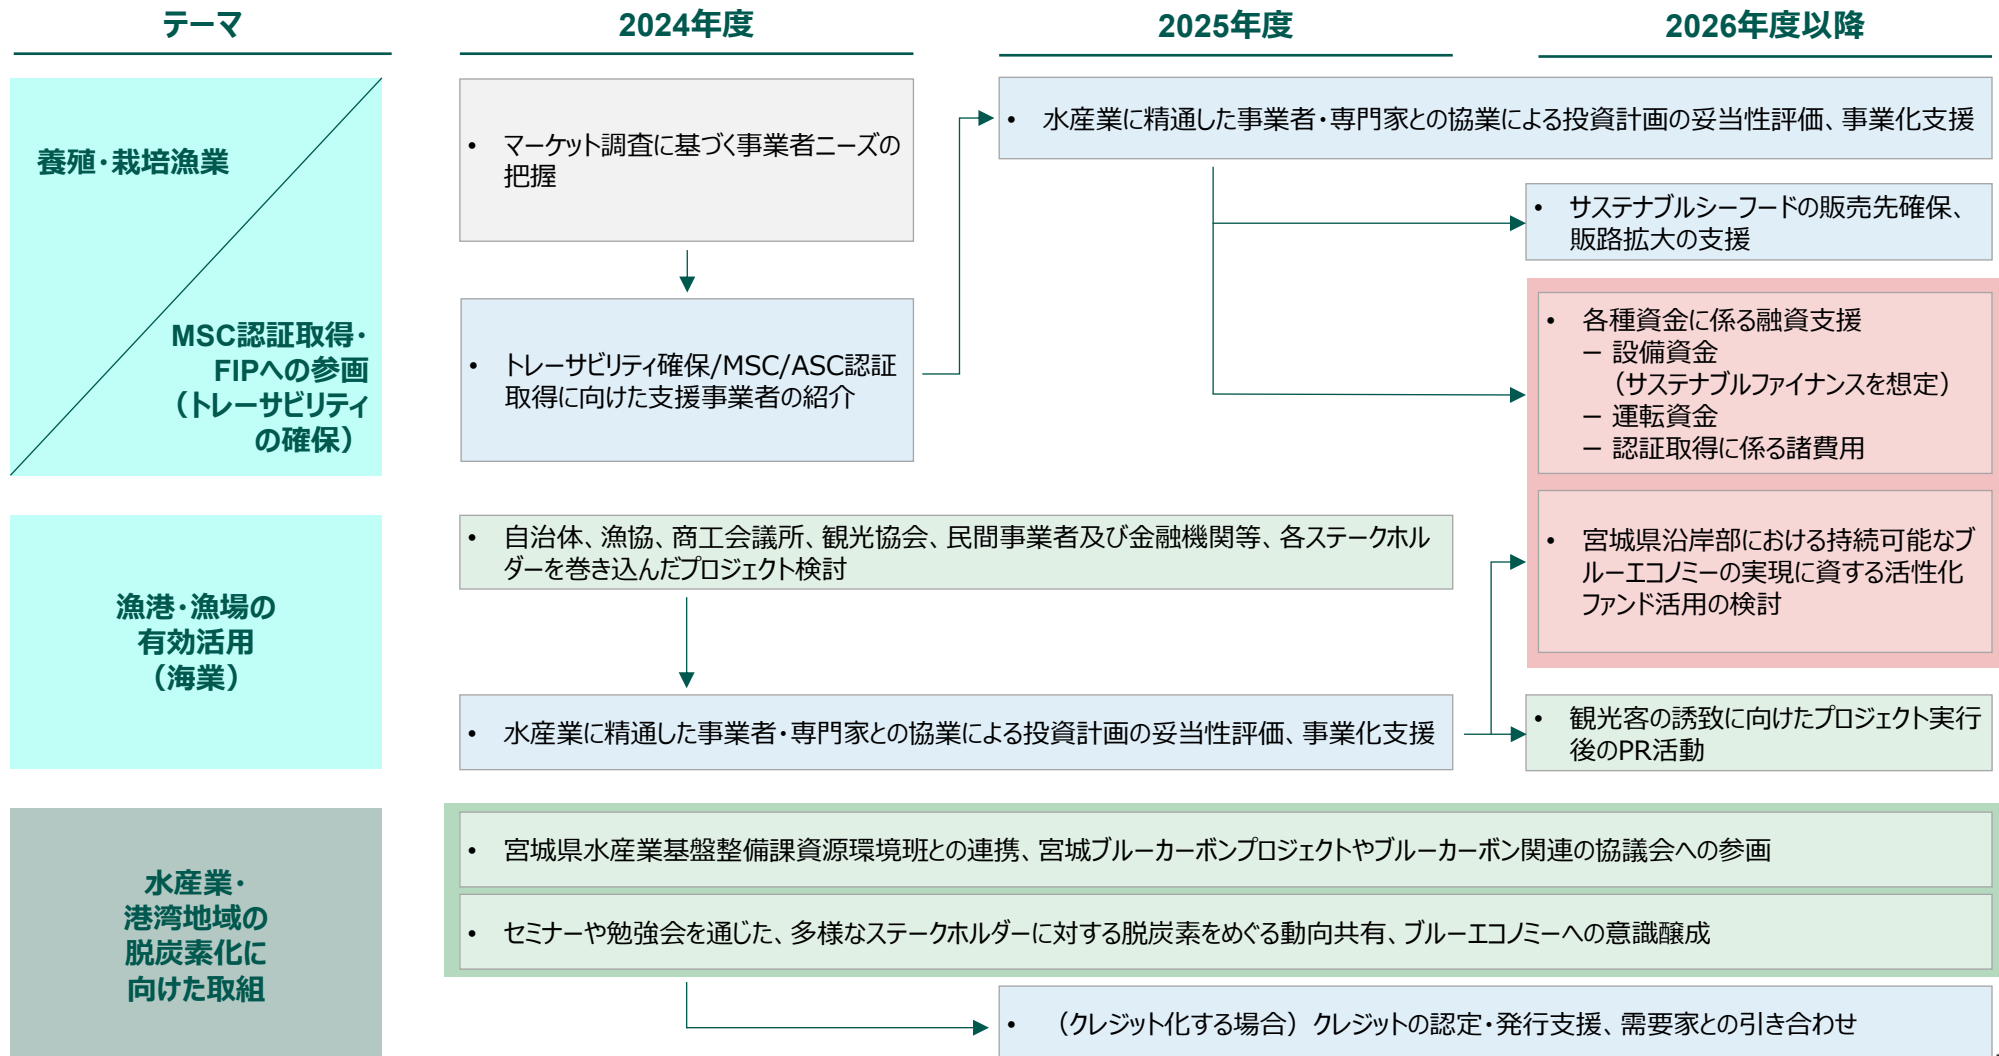 テーマ
2024年度
2025年度
2026年度以降
養殖・栽培漁業
MSC認証取得・
FIPへの参画
（トレーサビリティ
の確保）
• マーケット調査に基づく事業者ニーズの
把握
• トレーサビリティ確保/MSC/ASC認証
取得に向けた支援事業者の紹介
• 水産業に精通した事業者・専門家との協業による投資計画の妥当性評価、事業化支援
• サステナブルシーフードの販売先確保、
販路拡大の支援
• 各種資金に係る融資支援
－ 設備資金
（サステナブルファイナンスを想定）
－ 運転資金
－ 認証取得に係る諸費用
漁港・漁場の
有効活用
（海業）
• 自治体、漁協、商工会議所、観光協会、民間事業者及び金融機関等、各ステークホル
ダーを巻き込んだプロジェクト検討
• 水産業に精通した事業者・専門家との協業による投資計画の妥当性評価、事業化支援
• 宮城県沿岸部における持続可能なブ
ルーエコノミーの実現に資する活性化
ファンド活用の検討
• 観光客の誘致に向けたプロジェクト実行
後のPR活動
水産業・
港湾地域の
脱炭素化に
向けた取組
• 宮城県水産業基盤整備課資源環境班との連携、宮城ブルーカーボンプロジェクトやブルーカーボン関連の協議会への参画
• セミナーや勉強会を通じた、多様なステークホルダーに対する脱炭素をめぐる動向共有、ブルーエコノミーへの意識醸成
• （クレジット化する場合）クレジットの認定・発行支援、需要家との引き合わせ